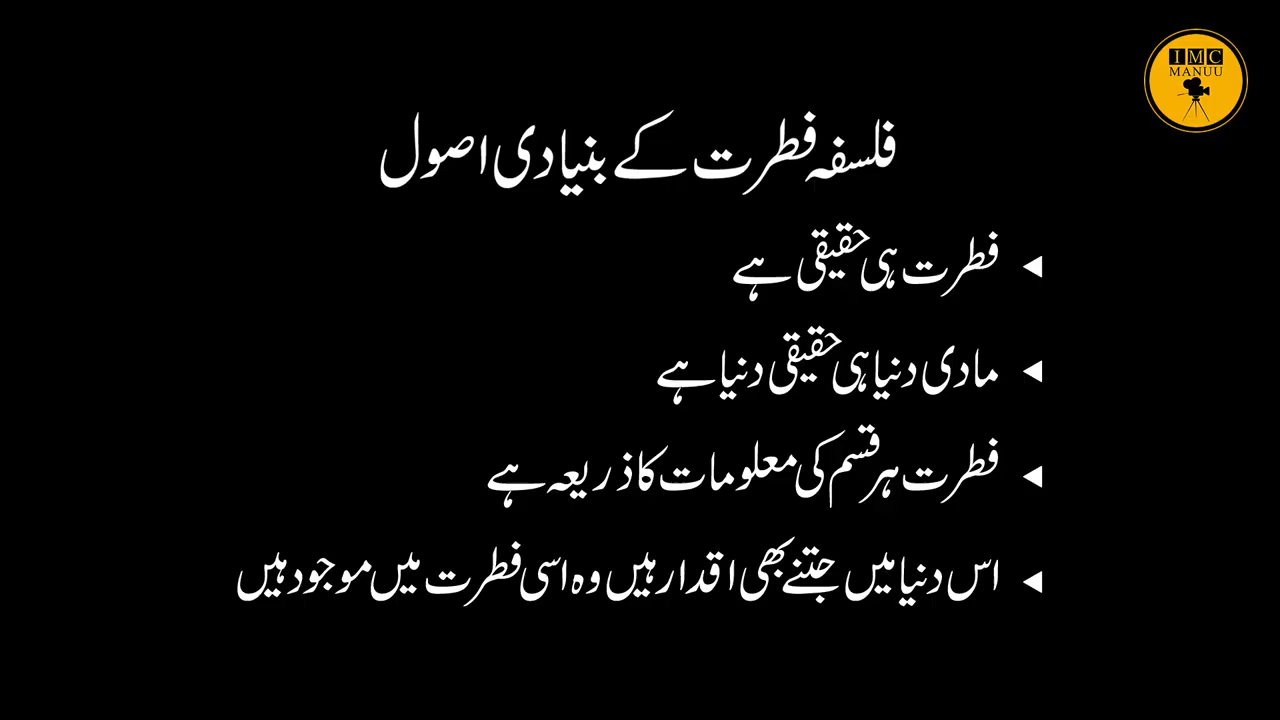 IMC
MANUU
فلسفہ فطرت کے بنیادی اصول
فطرت ہی حقیقی ہے
مادی دنیا ہی حقیقی دنیا ہے
فطرت ہر قسم کی معلومات کا ذریعہ ہے
اس دنیا میں جتنے بھی اقدار ہیں وہ اسی فطرت میں موجود ہیں